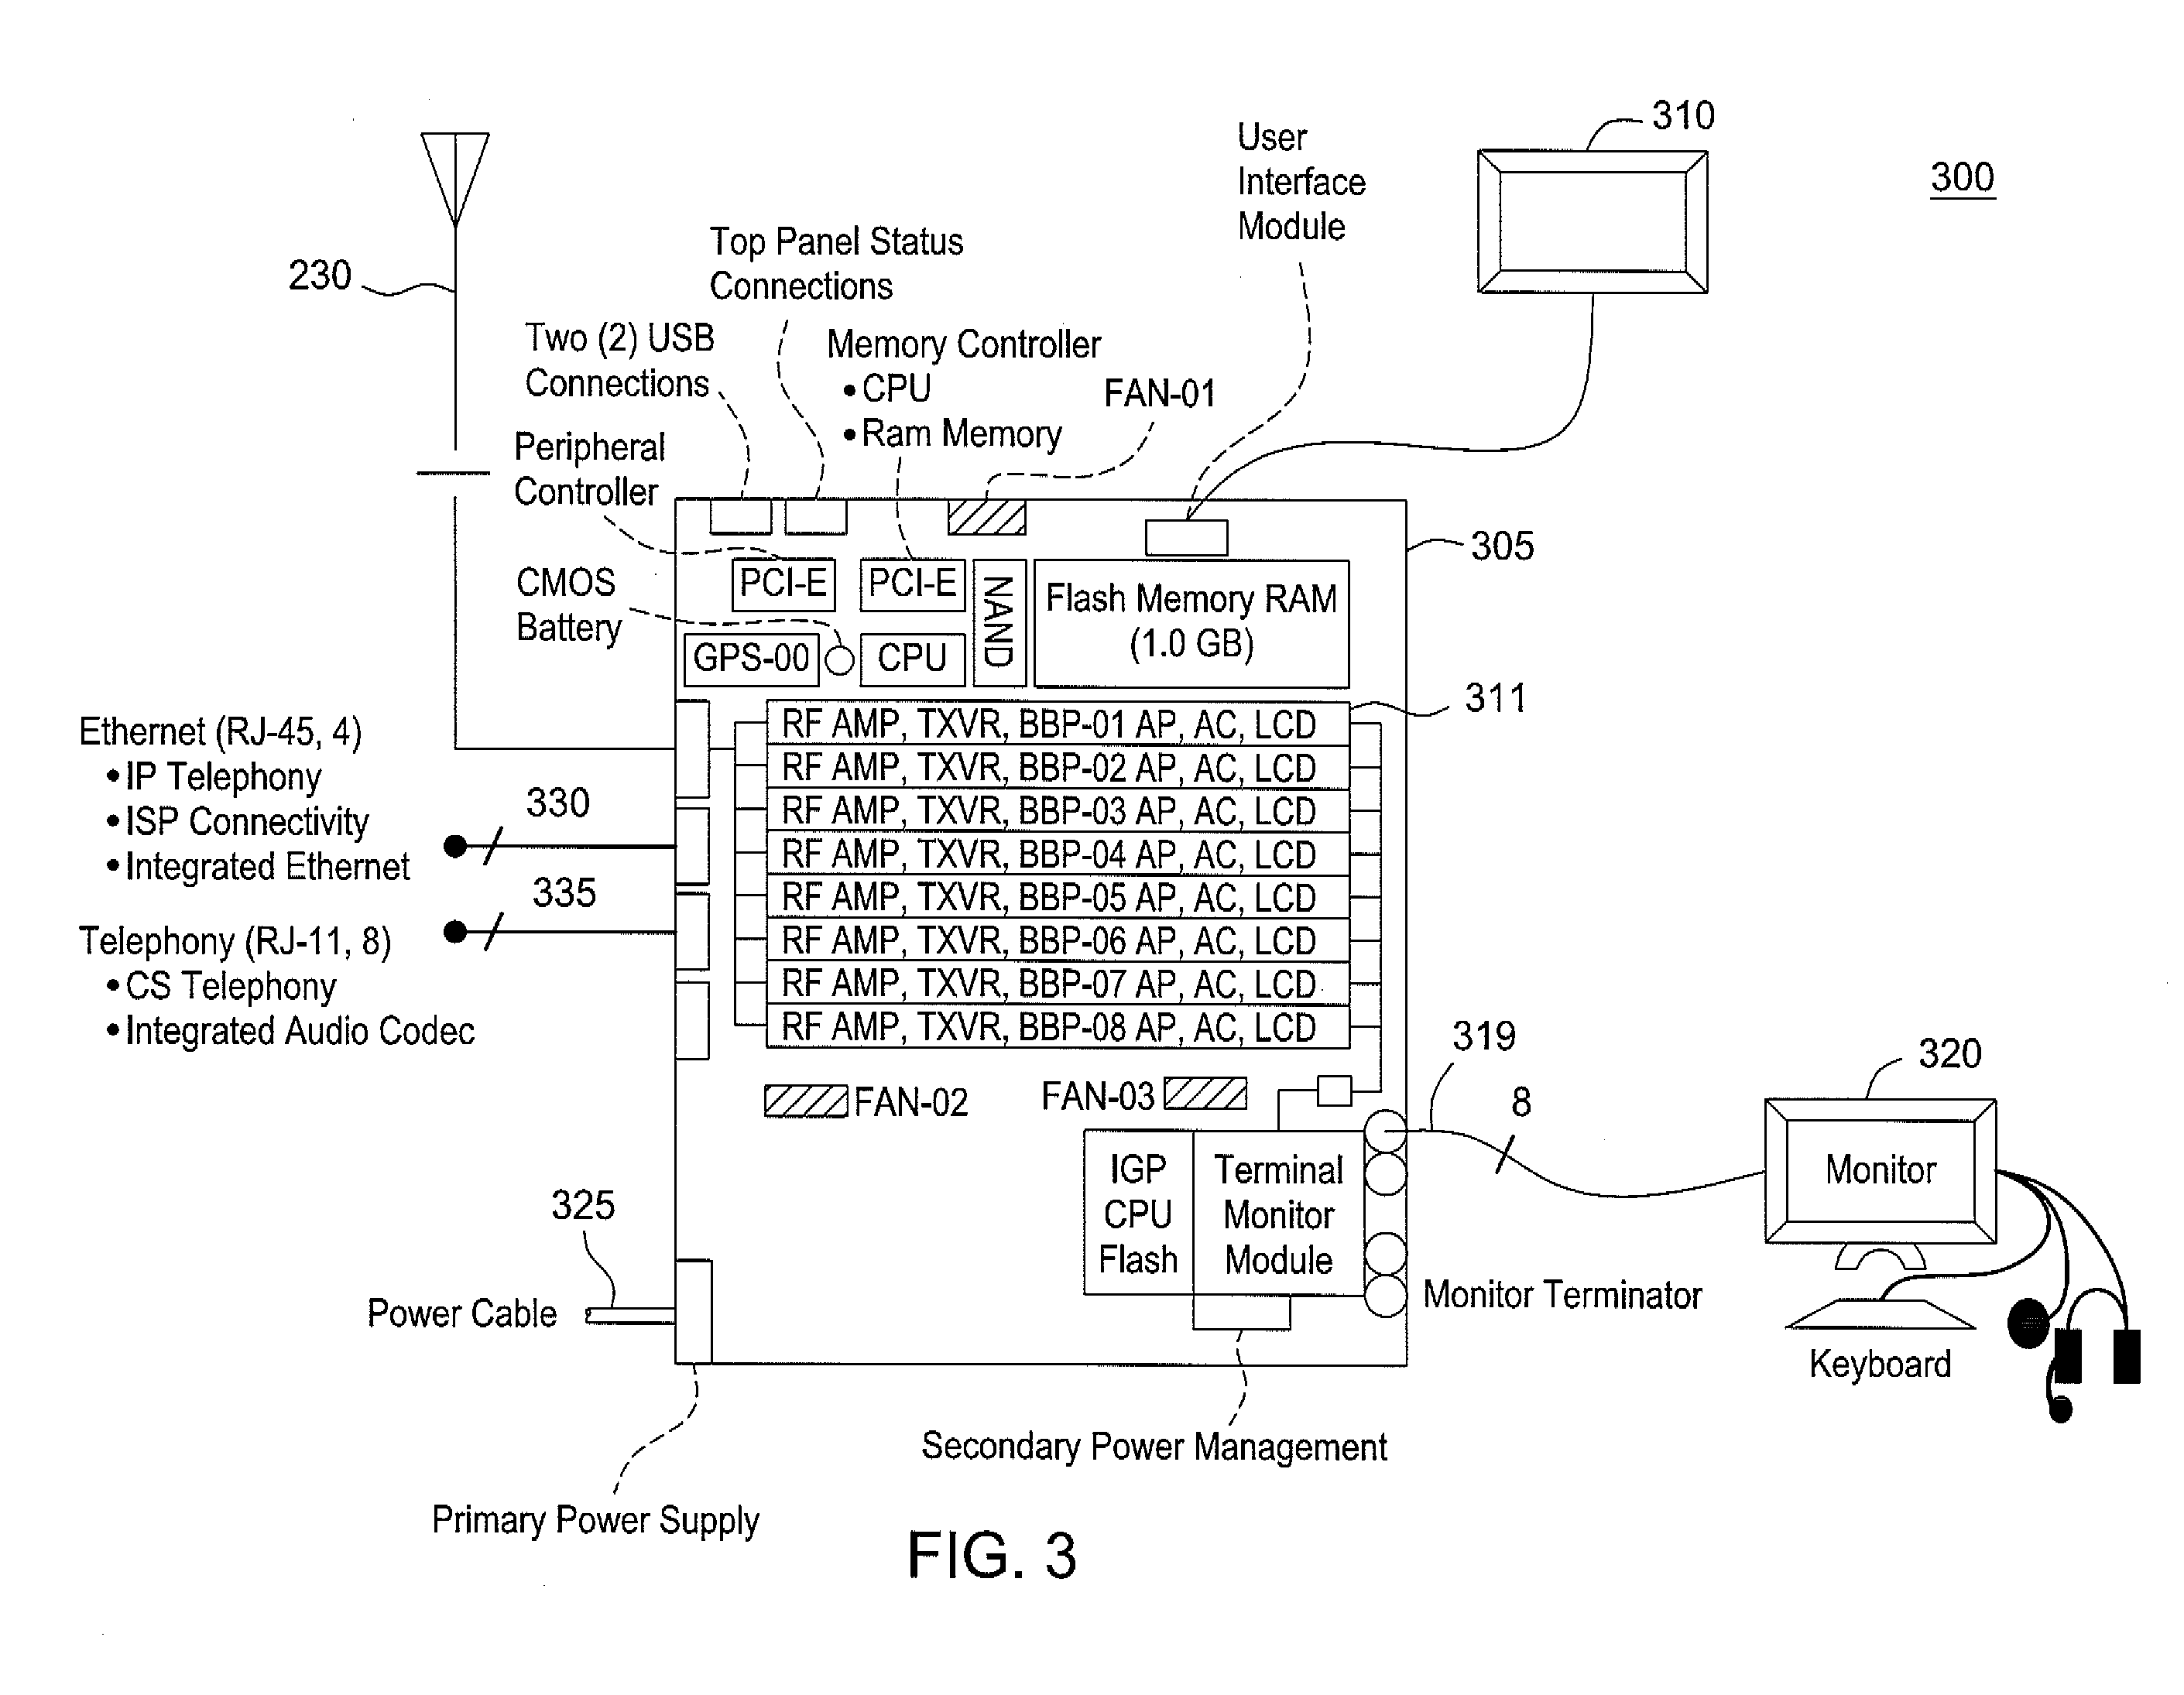 310
300
User
Interface
Module
230
Top Panel Status
Connections
Two (2) USB
Connections
Memory Controller
• CPU
• Ram Memory
FAN-01
Peripheral
Controller
CMOS
Battery
305
PCI-E
PCI-E
NAND
Flash Memory RAM
(1.0 GB)
GPS-00
CPU
311
Ethernet (RJ-45, 4)
• IP Telephony
• ISP Connectivity
• Integrated Ethernet
330
335
Telephony (RJ-11, 8)
• CS Telephony
• Integrated Audio Codec
RF AMP, TXVR, BBP-01 AP, AC, LCD
RF AMP, TXVR, BBP-02 AP, AC, LCD
RF AMP, TXVR, BBP-03 AP, AC, LCD
RF AMP, TXVR, BBP-04 AP, AC, LCD
RF AMP, TXVR, BBP-05 AP, AC, LCD
RF AMP, TXVR, BBP-06 AP, AC, LCD
RF AMP, TXVR, BBP-07 AP, AC, LCD
RF AMP, TXVR, BBP-08 AP, AC, LCD
FAN-02
FAN-03
319
8
320
IGP
CPU
Flash
Terminal
Monitor
Module
Monitor
Monitor Terminator
Keyboard
325
Power Cable
Secondary Power Management
Primary Power Supply
FIG. 3